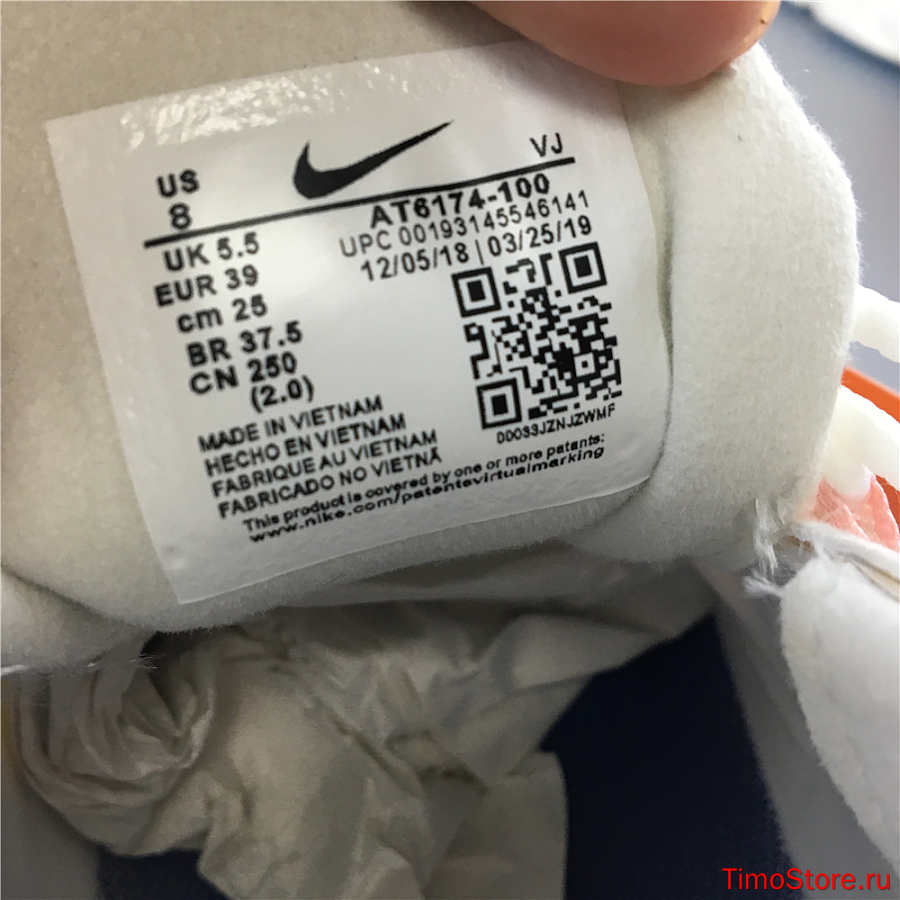 US
8
VJ
AT6174-100
UPC 00193145546141
12/05/18 | 03/25/19
UK 5.5
EUR 39
cm 25
BR 37.5
CN 250
(2.0)
00033JZNJZWMF
MADE IN VIETNAM
HECHO EN VIETNAM
FABRIQUE AU VIETNAM
FABRICADO NO VIETNÃ
This product is covered by one or more patents:
www.nike.com/patentsvirtualmarking
TimoStore.ru